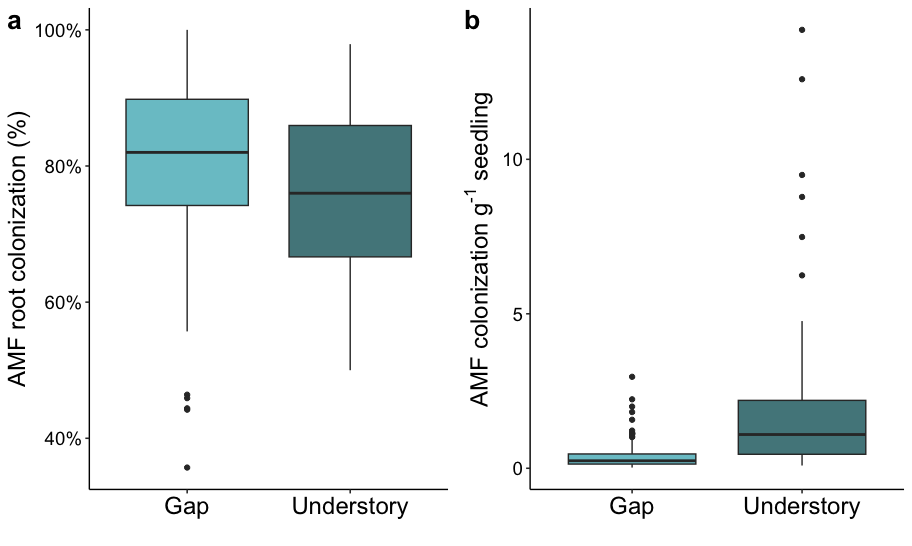 a
AMF root colonization (%)
100%
80%
60%
40%
Gap Understory
b
AMF colonization g⁻¹ seedling
10
5
0
Gap Understory